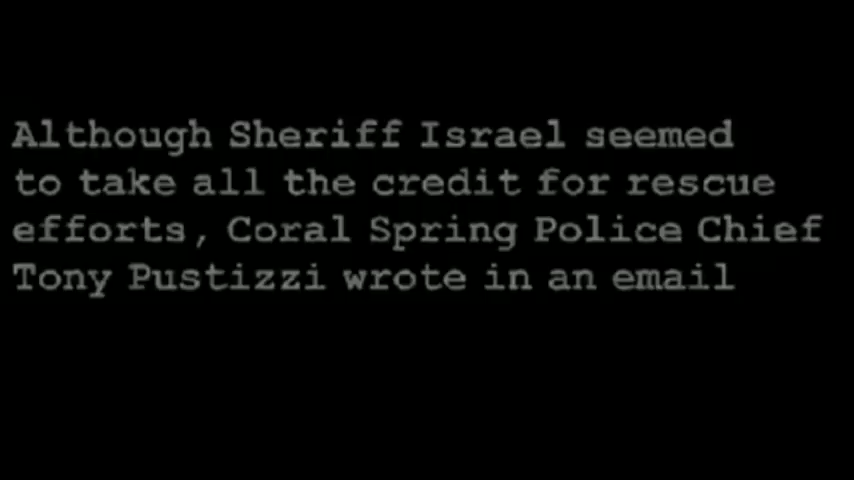 Although Sheriff Israel seemed
to take all the credit for rescue
efforts, Coral Spring Police Chief
Tony Pustizzi wrote in an email